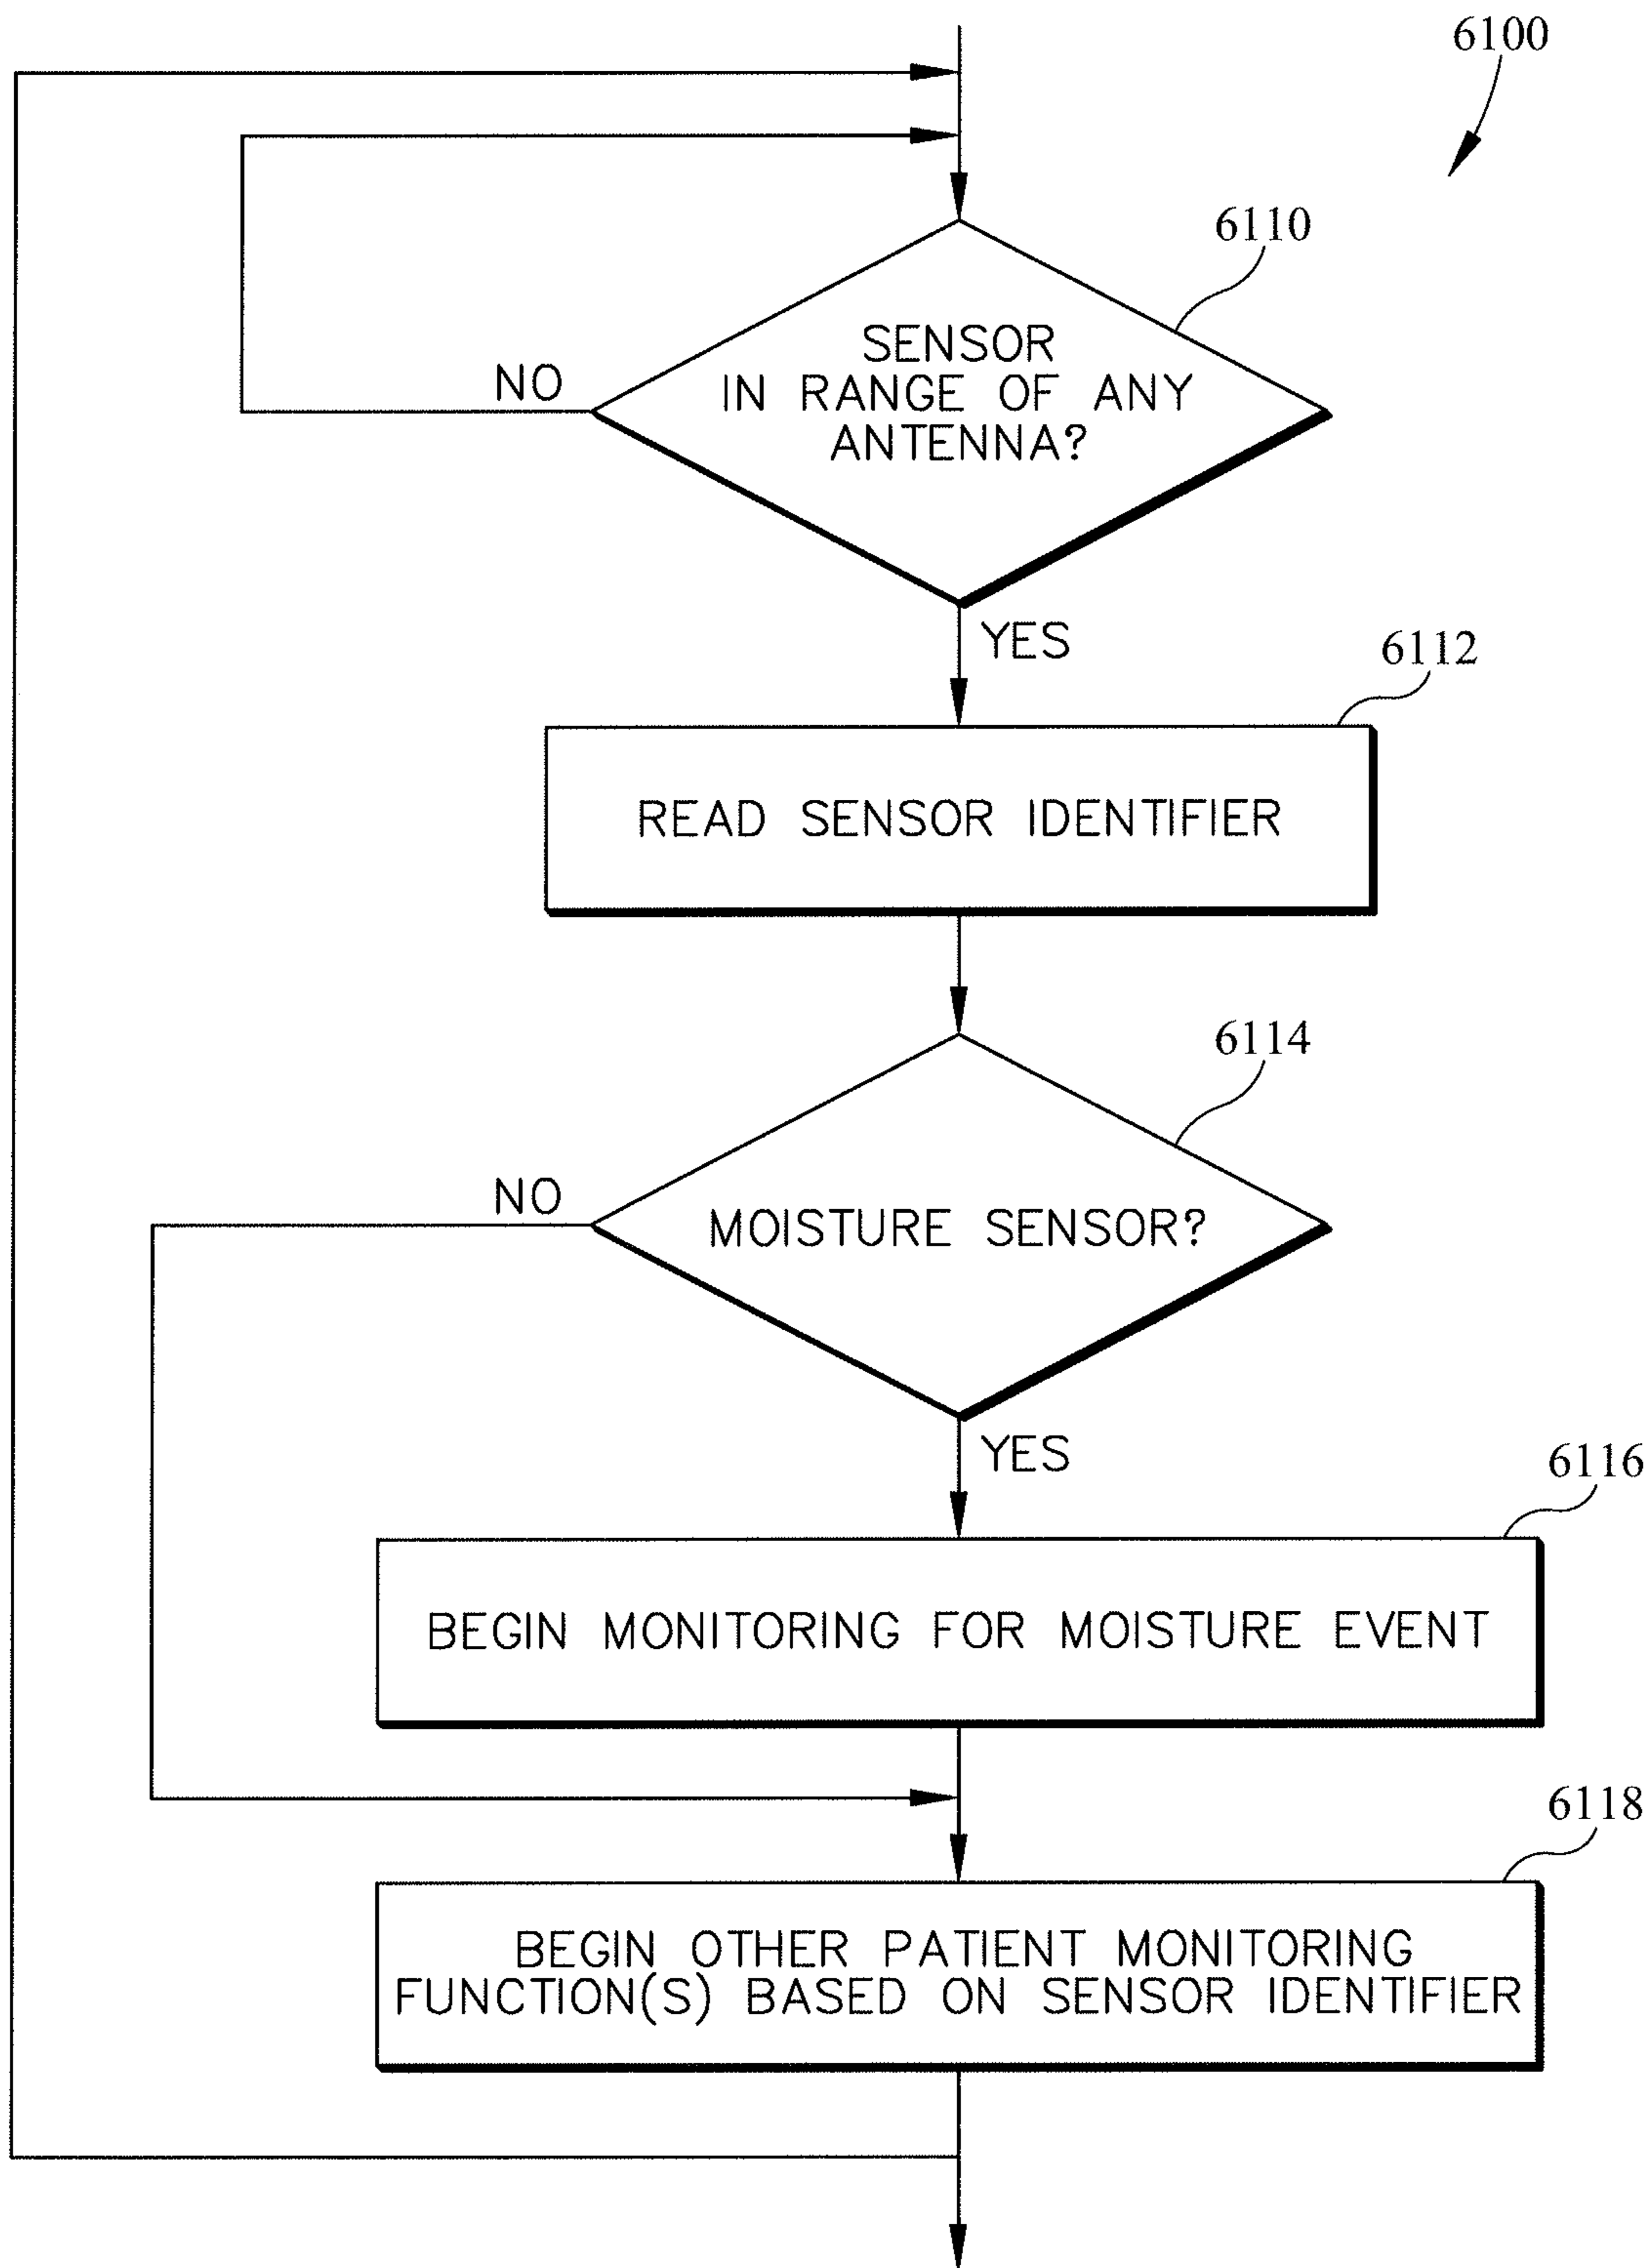 6100
6110
SENSOR
IN RANGE OF ANY
ANTENNA?
NO
YES
6112
READ SENSOR IDENTIFIER
6114
NO
MOISTURE SENSOR?
YES
6116
BEGIN MONITORING FOR MOISTURE EVENT
6118
BEGIN OTHER PATIENT MONITORING
FUNCTION(S) BASED ON SENSOR IDENTIFIER